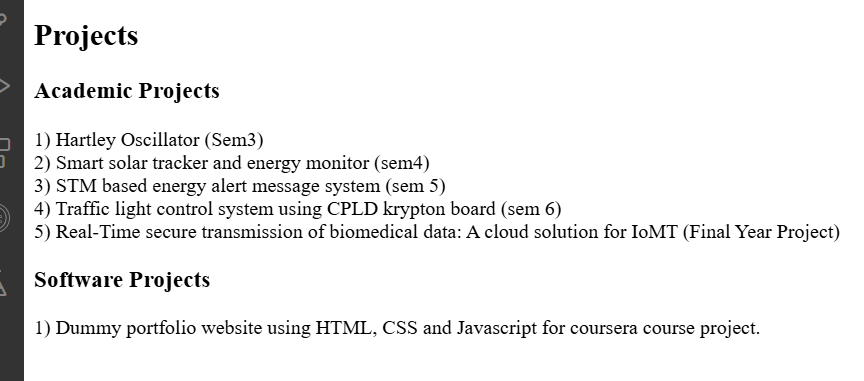 Projects
Academic Projects
1) Hartley Oscillator (Sem3)
2) Smart solar tracker and energy monitor (sem4)
3) STM based energy alert message system (sem 5)
4) Traffic light control system using CPLD krypton board (sem 6)
5) Real-Time secure transmission of biomedical data: A cloud solution for IoMT (Final Year Project)
Software Projects
1) Dummy portfolio website using HTML, CSS and Javascript for coursera course project.